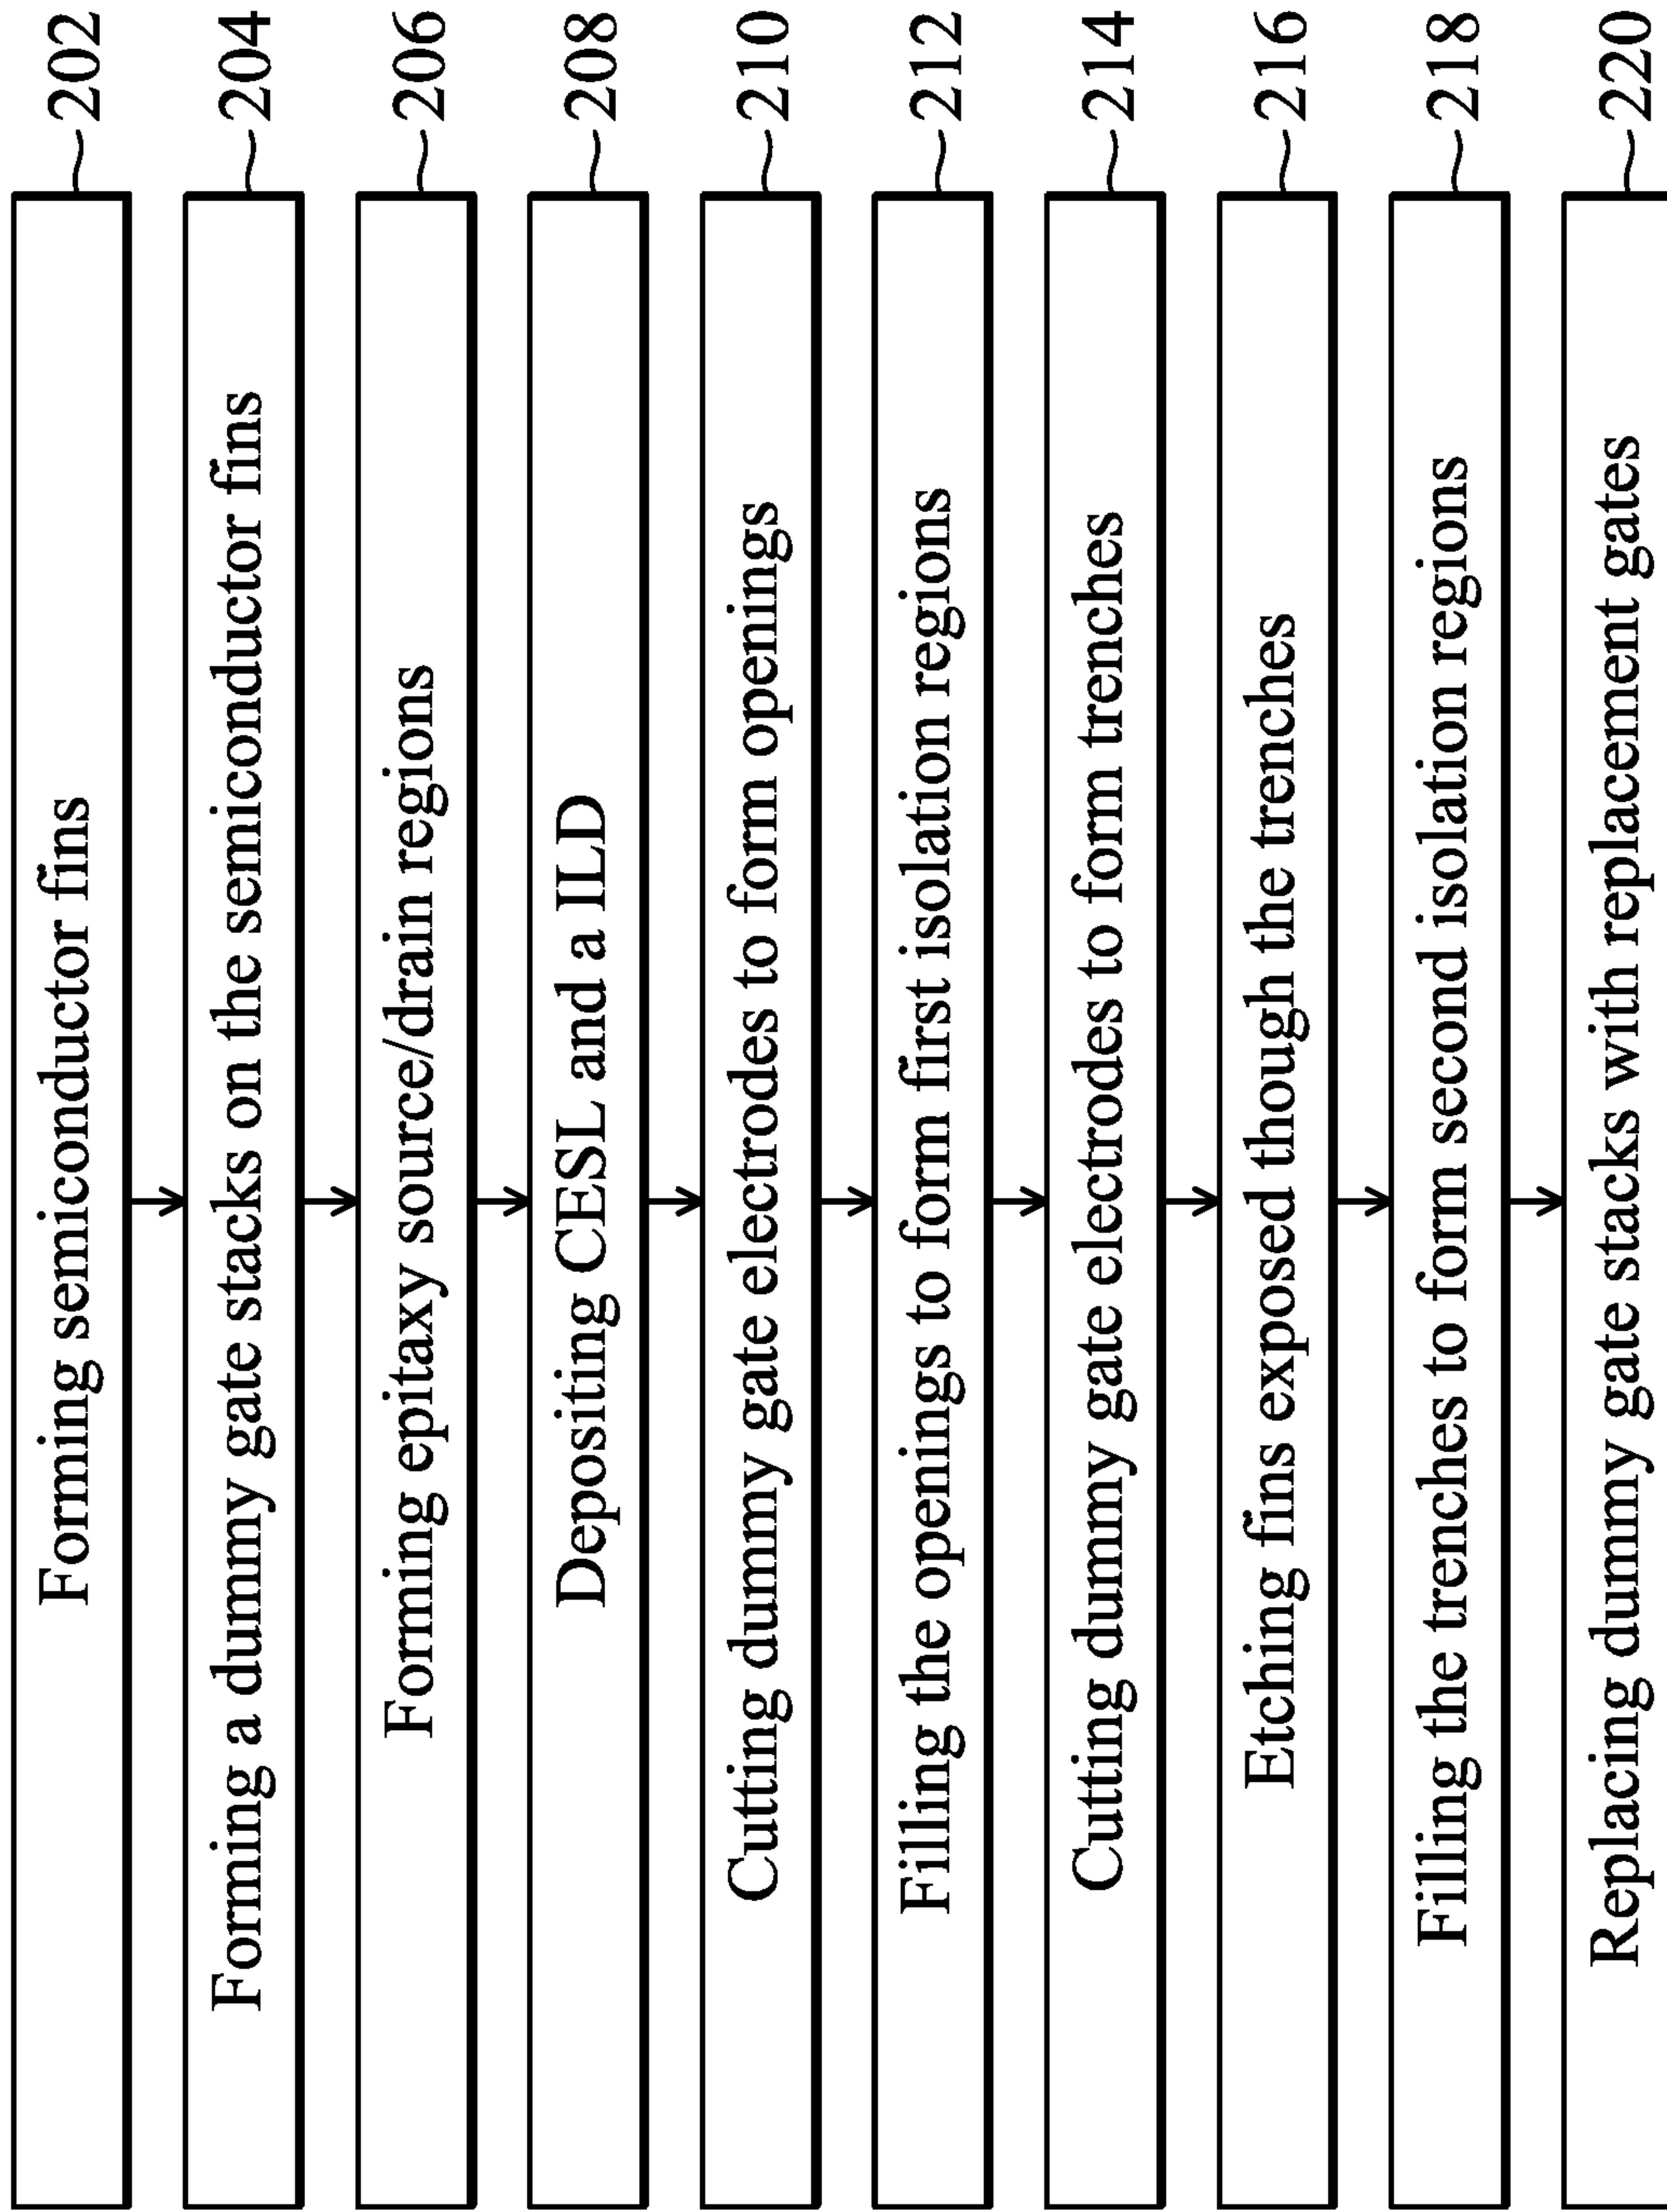 Forming semiconductor fins 202
Forming a dummy gate stacks on the semiconductor fins 204
Forming epitaxy source/drain regions 206
Depositing CESL and a ILD 208
Cutting dummy gate electrodes to form openings 210
Filling the openings to form first isolation regions 212
Cutting dummy gate electrodes to form trenches 214
Etching fins exposed though the trenches 216
Filling the trenches to form second isolation regions 218
Replacing dummy gate stacks with replacement gates 220